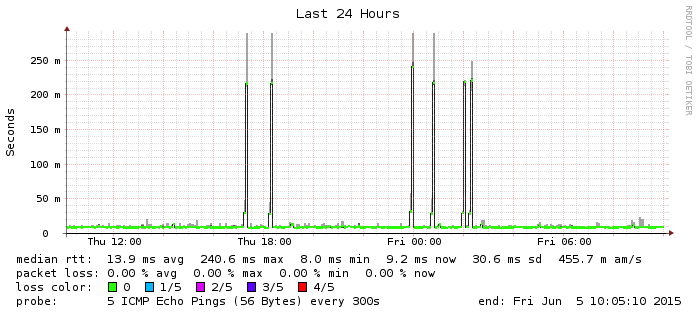 Last 24 Hours
RRDTOOL / TOBI OETIKER
Seconds
250 m
200 m
150 m
100 m
50 m
0
Thu 12:00 Thu 18:00 Fri 00:00 Fri 06:00
median rtt: 13.9 ms avg 240.6 ms max 8.0 ms min 9.2 ms now 30.6 ms sd 455.7 m am/s
packet loss: 0.00 % avg 0.00 % max 0.00 % min 0.00 % now
loss color: 0 1/5 2/5 3/5 4/5
probe: 5 ICMP Echo Pings (56 Bytes) every 300s end: Fri Jun 5 10:05:10 2015